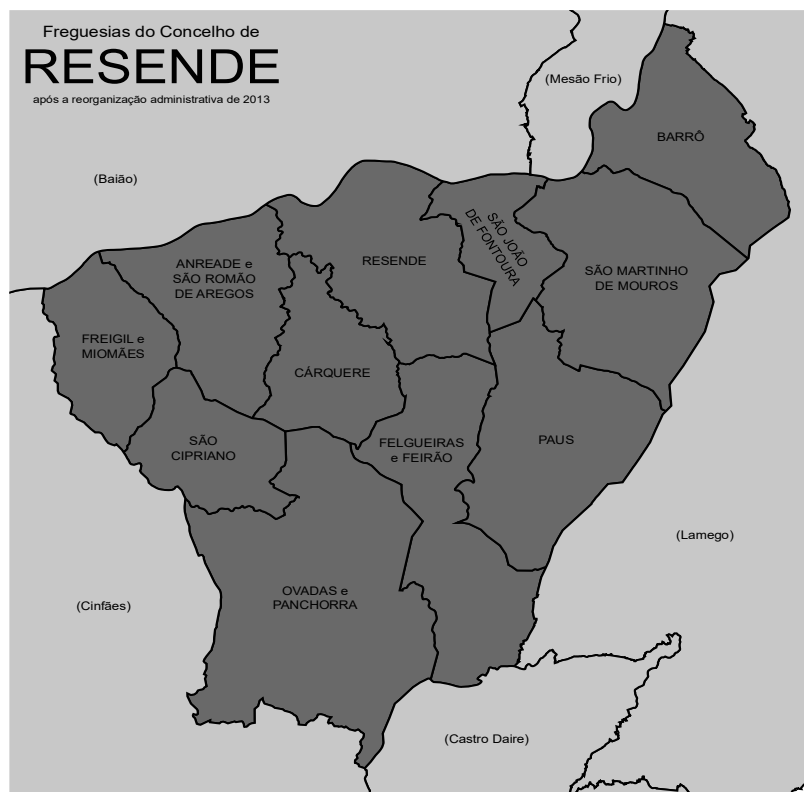 Freguesias do Concelho de
RESENDE
após a reorganização administrativa de 2013
(Mesão Frio)
BARRÔ
(Baião)
SÃO JOÃO
DE FONTOURA
ANREADE e
SÃO ROMÃO
DE AREGOS
RESENDE
SÃO MARTINHO
DE MOUROS
FREIGIL e
MIOMÃES
CÁRQUERE
SÃO
CIPRIANO
FELGUEIRAS
e FEIRÃO
PAUS
(Lamego)
OVADAS e
PANCHORRA
(Cinfães)
(Castro Daire)